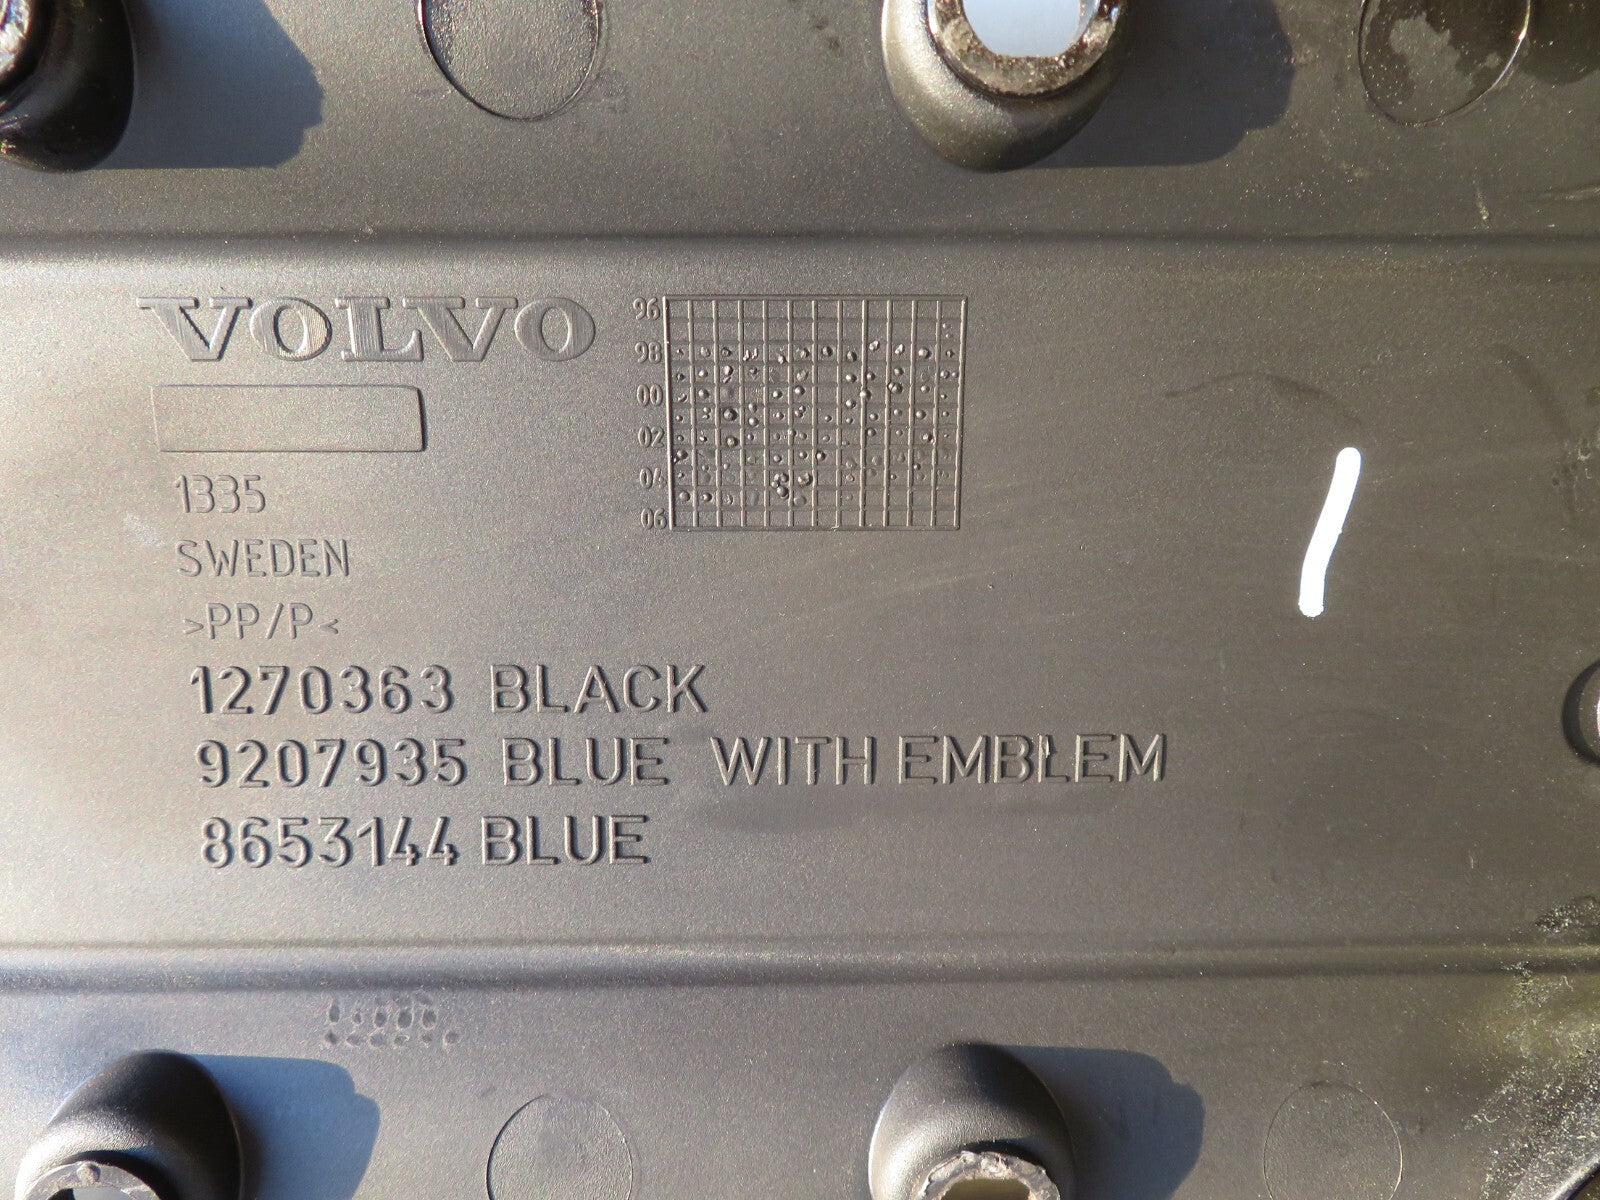 VOLVO
96
98
00
02
04
06
1335
SWEDEN
>PP/P<
1270363 BLACK
9207935 BLUE WITH EMBLEM
8653144 BLUE